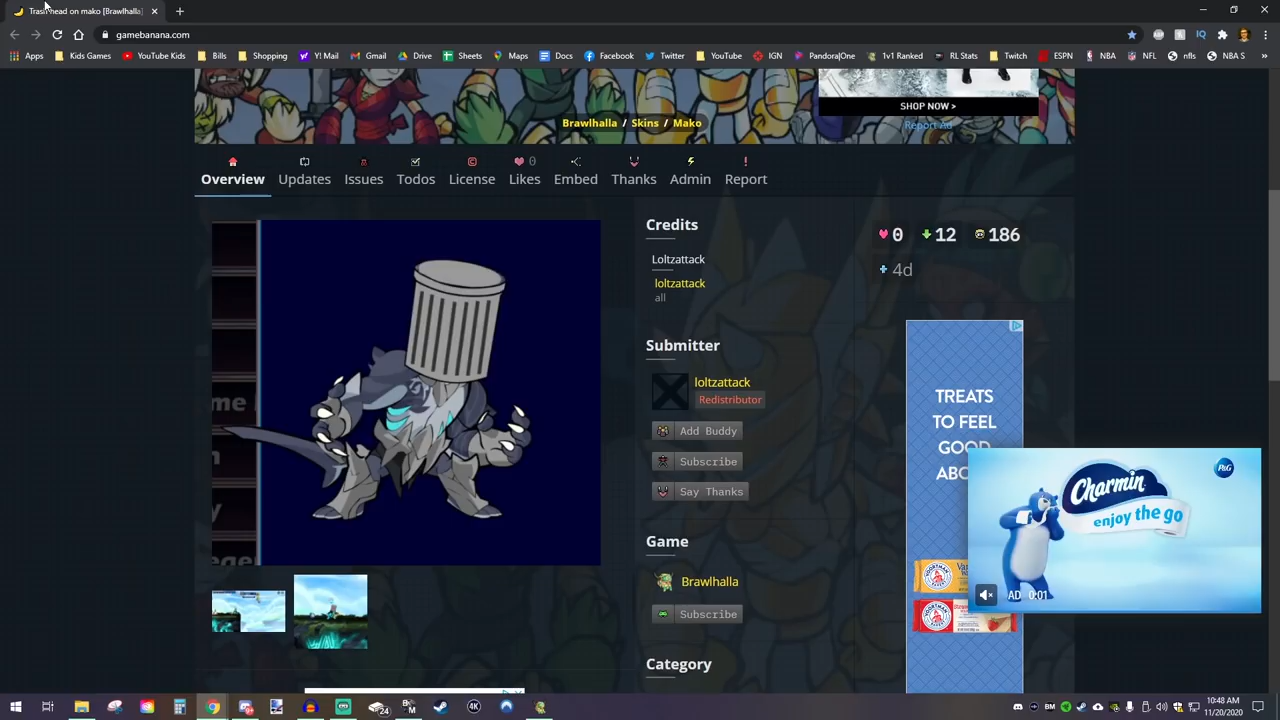 Trash head on mako [Brawlhalla]
gamebanana.com
Apps
Kids Games
YouTube Kids
Bills
Shopping
Y! Mail
Gmail
Drive
Sheets
Maps
Docs
Facebook
Twitter
YouTube
IGN
Pandora|One
1v1 Ranked
RL Stats
Twitch
ESPN
NBA
NFL
nfls
NBA S
SHOP NOW >
Report Ad
Brawlhalla / Skins / Mako
0
Overview
Updates
Issues
Todos
License
Likes
Embed
Thanks
Admin
Report
Credits
Loltzattack
loltzattack
all
0 12 186
4d
Submitter
loltzattack
Redistributor
Add Buddy
Subscribe
Say Thanks
Game
Brawlhalla
Subscribe
Category
TREATS
TO FEEL
GOOD
Charmin
enjoy the go
P&G
AD 0:01
10:48 AM
11/20/2020